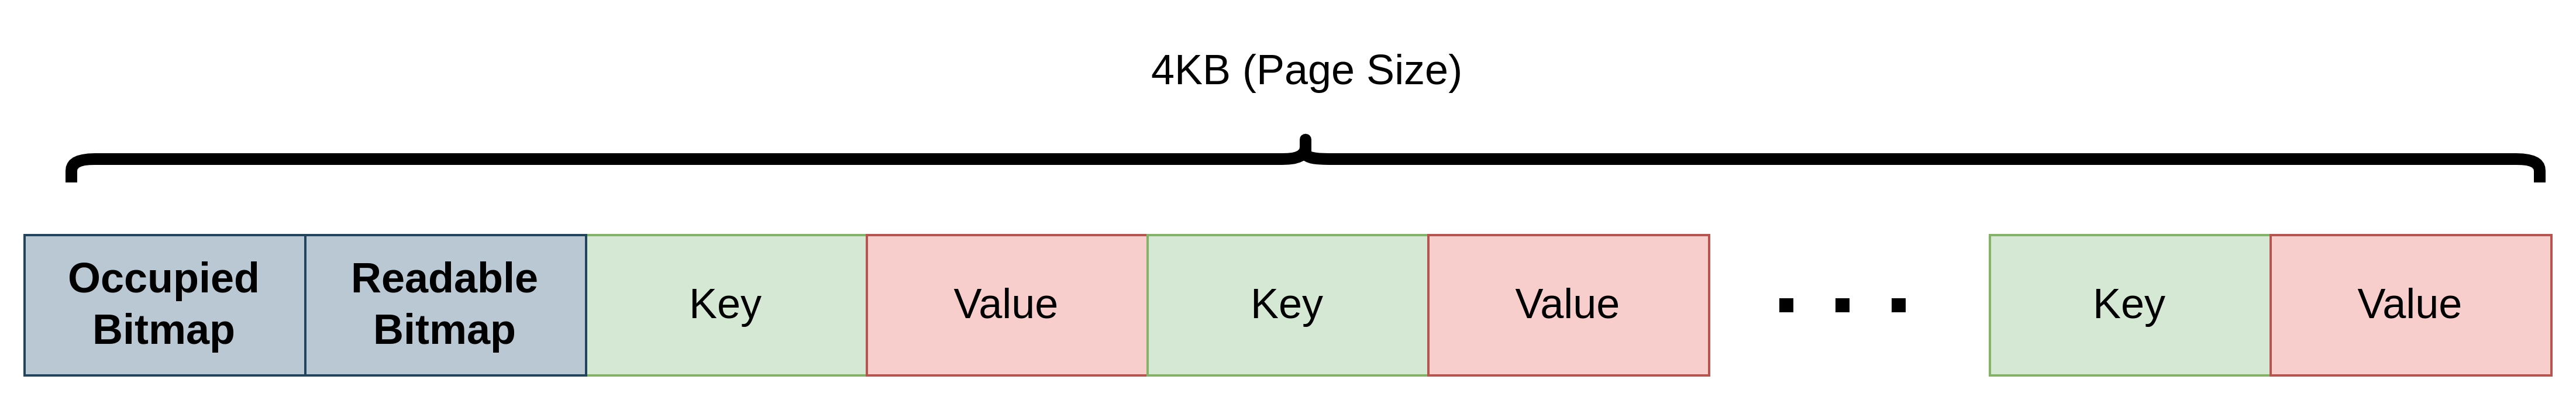 4KB (Page Size)
Occupied
Bitmap
Readable
Bitmap
Key
Value
Key
Value
Key
Value